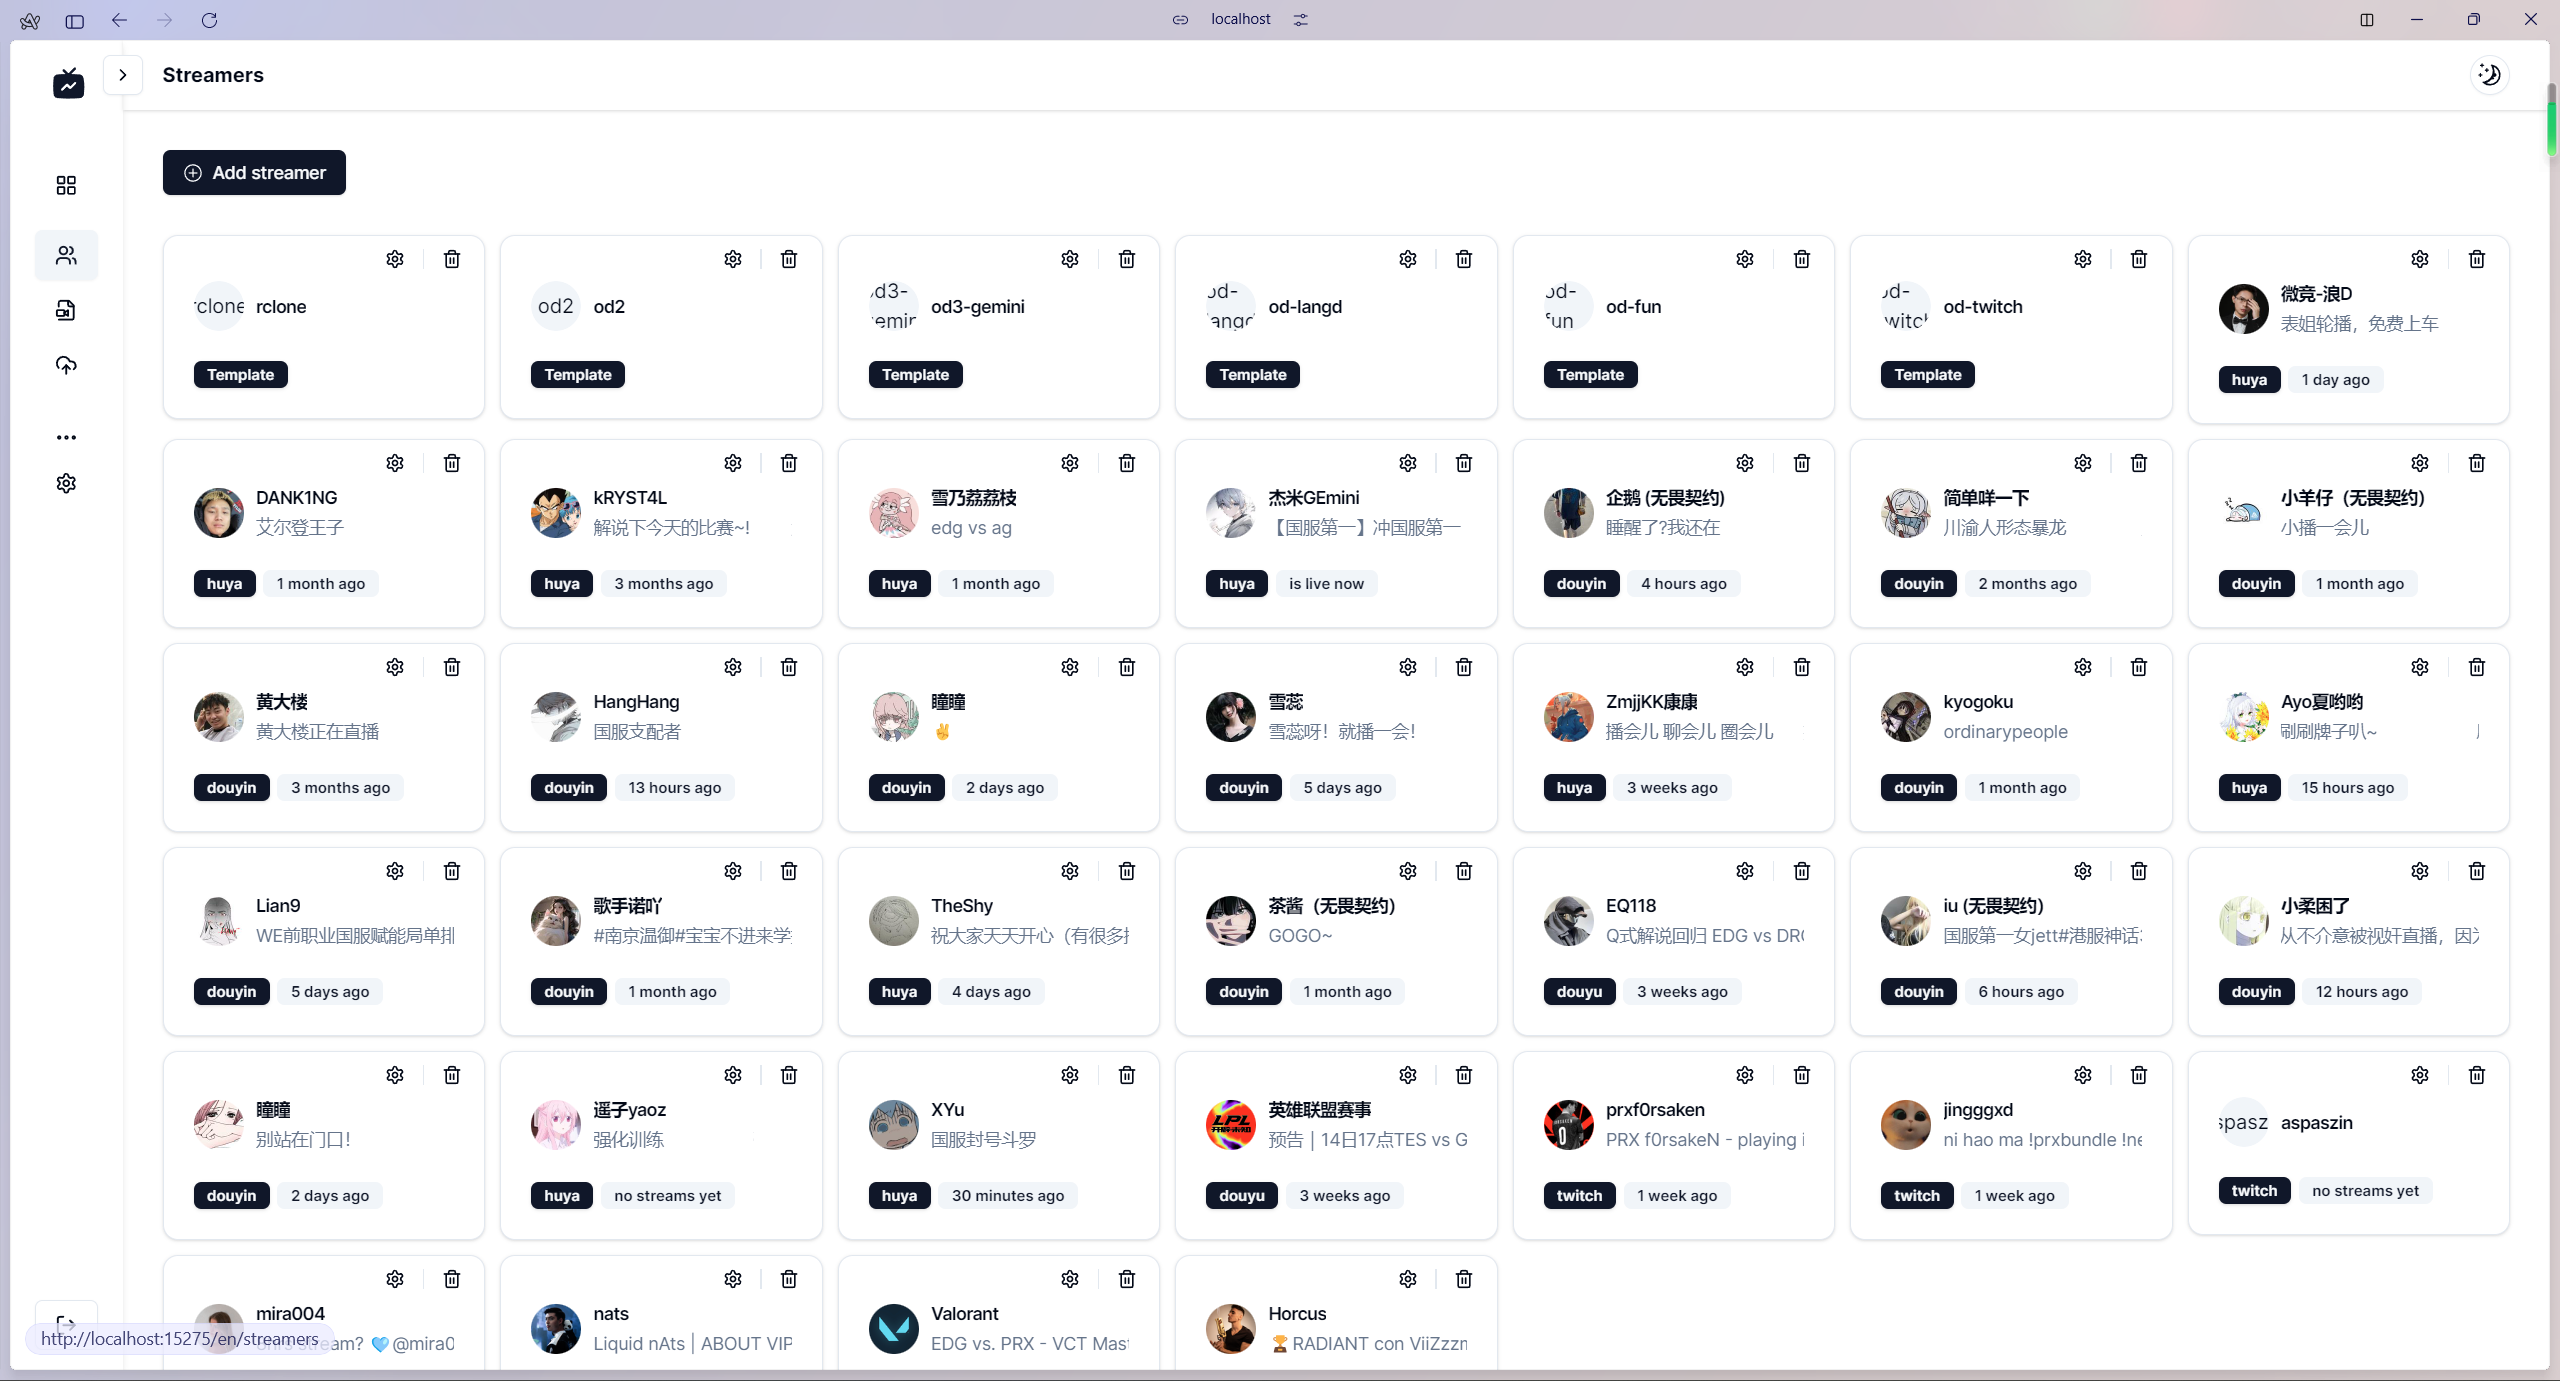 localhost
Streamers
Add streamer
rclone
rclone
Template
od2
od2
Template
od3-gemini
Template
od-langd
Template
od-
fun
od-fun
Template
od-twitch
Template
微竞-浪D
表姐轮播，免费上车
huya
1 day ago
DANK1NG
艾尔登王子
huya
1 month ago
kRYST4L
解说下今天的比赛~!
huya
3 months ago
雪乃荔荔枝
edg vs ag
huya
1 month ago
杰米GEmini
【国服第一】冲国服第一
huya
is live now
企鹅 (无畏契约)
睡醒了?我还在
douyin
4 hours ago
简单咩一下
川渝人形态暴龙
douyin
2 months ago
小羊仔（无畏契约）
小播一会儿
douyin
1 month ago
黄大楼
黄大楼正在直播
douyin
3 months ago
HangHang
国服支配者
douyin
13 hours ago
瞳瞳
✌
douyin
2 days ago
雪蕊
雪蕊呀！就播一会！
douyin
5 days ago
ZmjjKK康康
播会儿 聊会儿 圈会儿
huya
3 weeks ago
kyogoku
ordinarypeople
douyin
1 month ago
Ayo夏哟哟
刷刷牌子叭~
huya
15 hours ago
Lian9
WE前职业国服赋能局单排
douyin
5 days ago
歌手诺吖
#南京温御#宝宝不进来学
douyin
1 month ago
TheShy
祝大家天天开心（有很多
huya
4 days ago
茶酱（无畏契约）
GOGO~
douyin
1 month ago
EQ118
Q式解说回归 EDG vs DR
douyu
3 weeks ago
iu (无畏契约)
国服第一女jett#港服神话
douyin
6 hours ago
小柔困了
从不介意被视奸直播，因
douyin
12 hours ago
瞳瞳
别站在门口！
douyin
2 days ago
遥子yaoz
强化训练
huya
no streams yet
XYu
国服封号斗罗
huya
30 minutes ago
LPL
英雄联盟赛事
预告 | 14日17点TES vs G
douyu
3 weeks ago
prxf0rsaken
PRX f0rsakeN - playing
twitch
1 week ago
jingggxd
ni hao ma !prxbundle !ne
twitch
1 week ago
spasz
aspaszin
twitch
no streams yet
mira004
stream? 🩵@mira0
nats
Liquid nAts | ABOUT VIP
Valorant
EDG vs. PRX - VCT Mast
Horcus
🏆RADIANT con ViiZzzn
http://localhost:15275/en/streamers